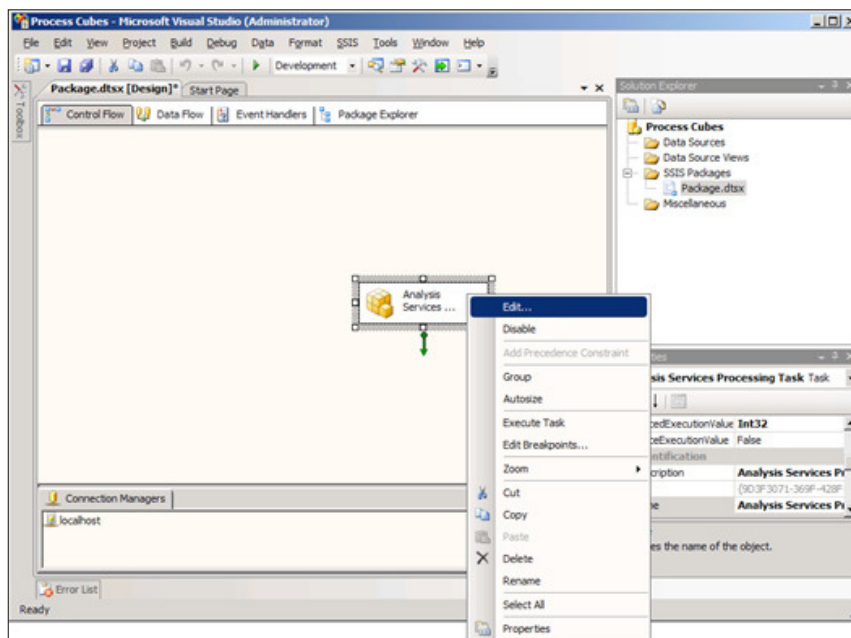 Process Cubes - Microsoft Visual Studio (Administrator)
File Edit View Project Build Debug Data Format SSIS Tools Window Help
Development
Package.dtsx [Design]* Start Page
Control Flow Data Flow Event Handlers Package Explorer
Toolbox
Analysis
Services ...
Edit...
Disable
Add Precedence Constraint
Group
Autosize
Execute Task
Edit Breakpoints...
Zoom
Cut
Copy
Paste
Delete
Rename
Select All
Properties
Connection Managers
localhost
Error List
Ready
Solution Explorer
Process Cubes
Data Sources
Data Source Views
SSIS Packages
Package.dtsx
Miscellaneous
ties
sis Services Processing Task Task
cedExecutionValue Int32
ceExecutionValue False
entification
cription Analysis Services Pr
{9D3F3071-369F-428F
e Analysis Services Pr
es the name of the object.